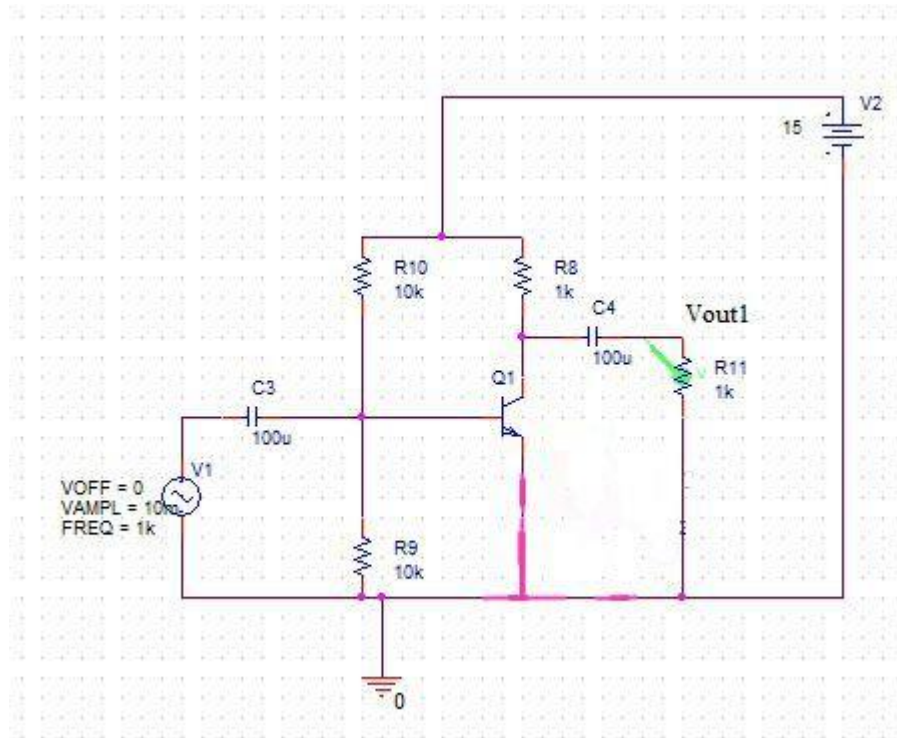 V2
15
R10
10k
R8
1k
C4
100u
Vout1
R11
1k
Q1
C3
100u
V1
VOFF = 0
VAMPL = 10m
FREQ = 1k
R9
10k
0